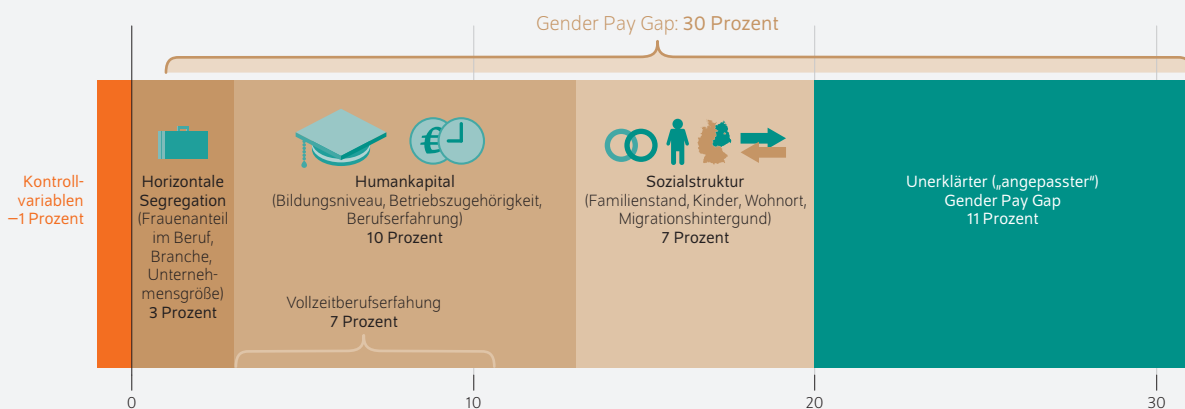 Gender Pay Gap: 30 Prozent
Kontroll-
variablen
–1 Prozent
Horizontale
Segregation
(Frauenanteil
im Beruf,
Branche,
Unterneh-
mensgröße)
3 Prozent
€
Humankapital
(Bildungsniveau, Betriebszugehörigkeit,
Berufserfahrung)
10 Prozent
Vollzeitberufserfahung
7 Prozent
Sozialstruktur
(Familienstand, Kinder, Wohnort,
Migrationshintergund)
7 Prozent
Unerklärter („angepasster“)
Gender Pay Gap
11 Prozent
0
10
20
30